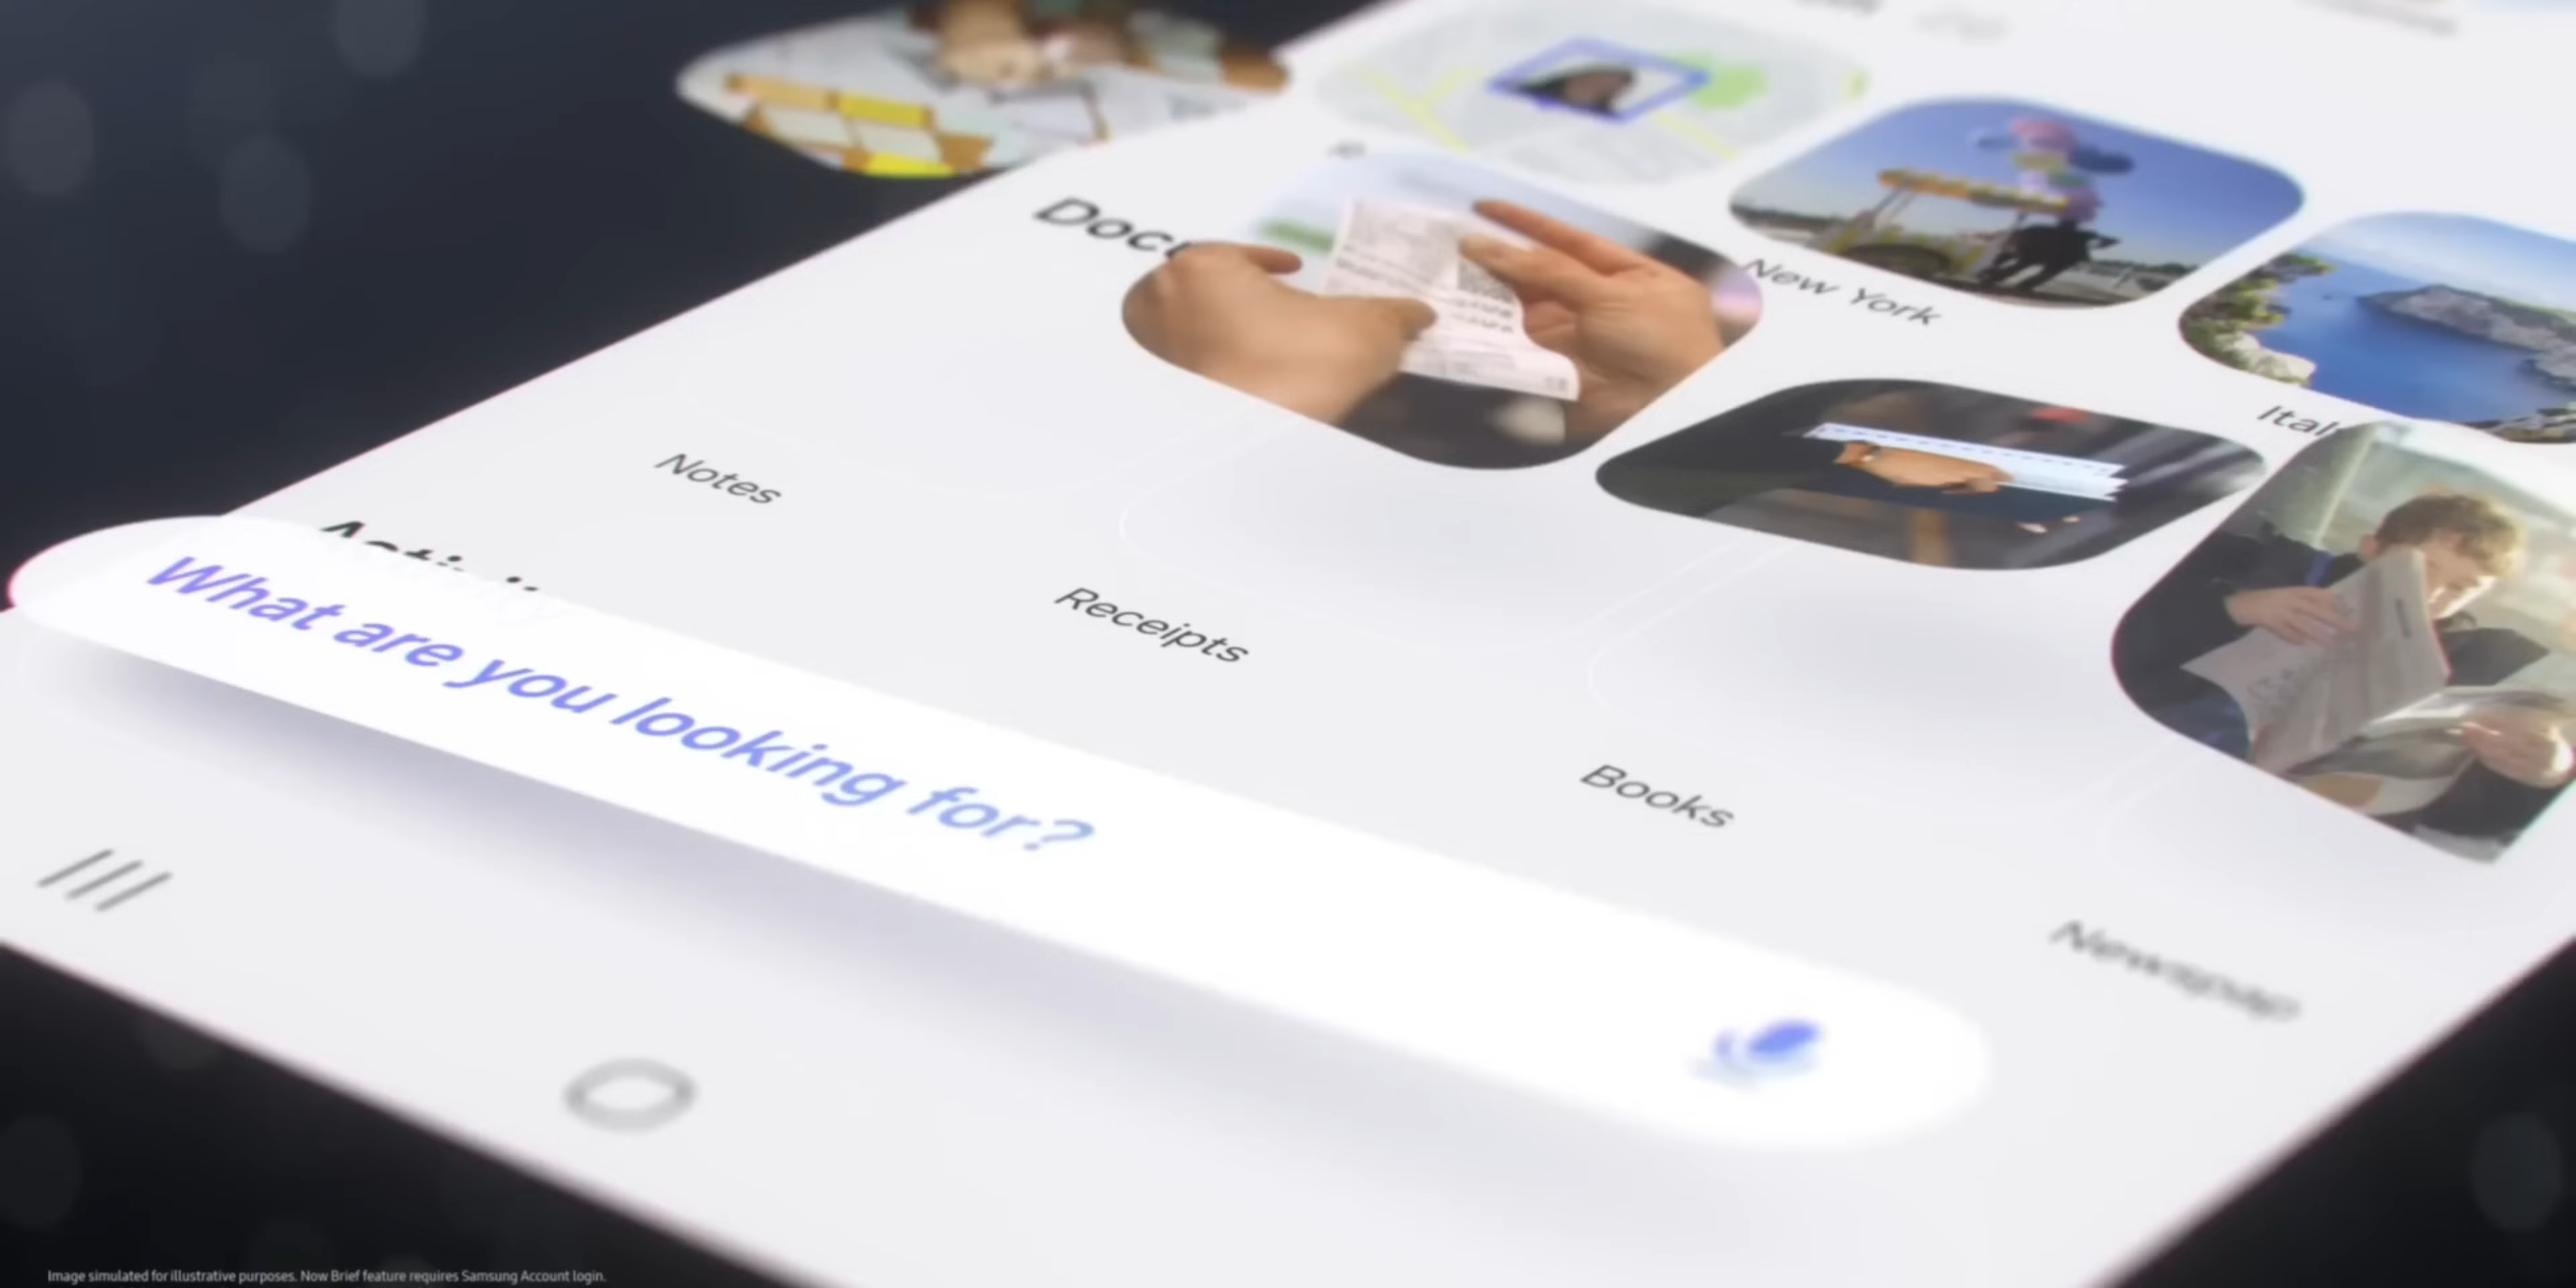 New York
Notes
What are you looking for?
Receipts
Books
Image simulated for illustrative purposes. Now Brief feature requires Samsung Account login.